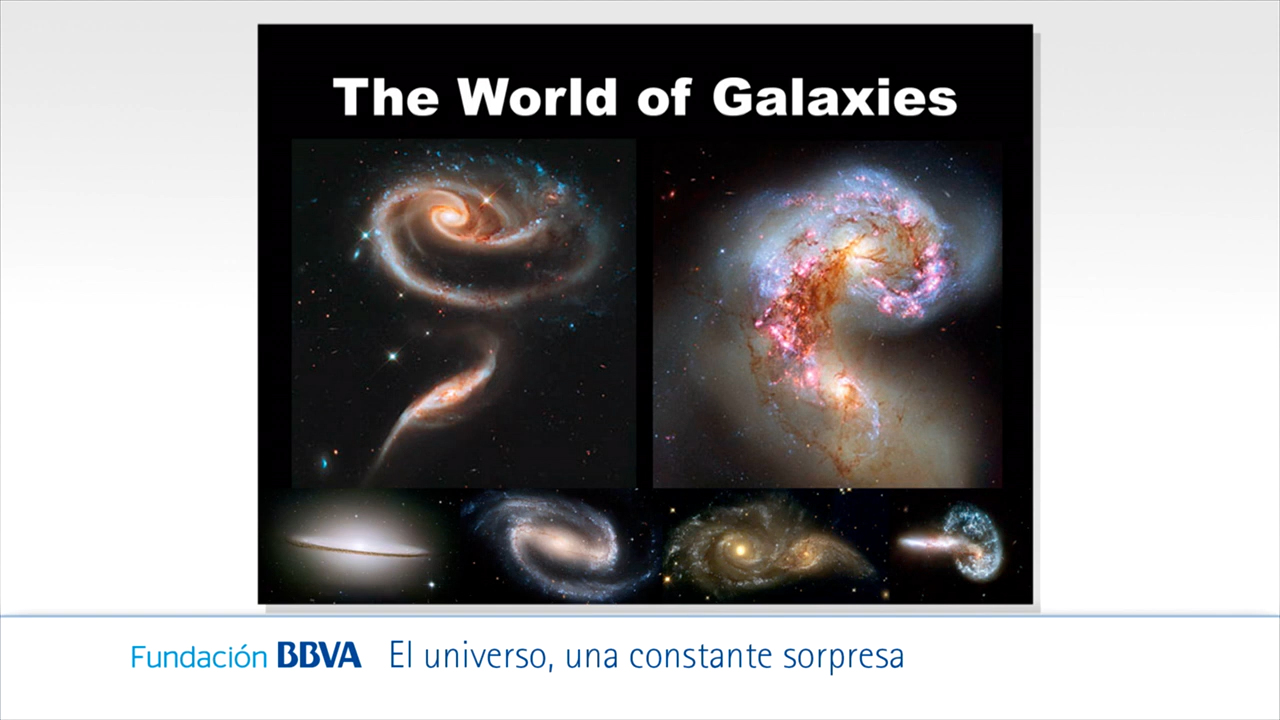 The World of Galaxies
Fundación BBVA El universo, una constante sorpresa